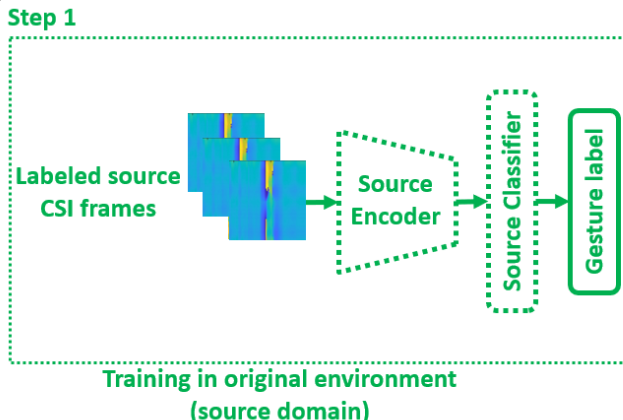 Step 1
Labeled source
CSI frames
Source
Encoder
Source Classifier
Gesture label
Training in original environment
(source domain)